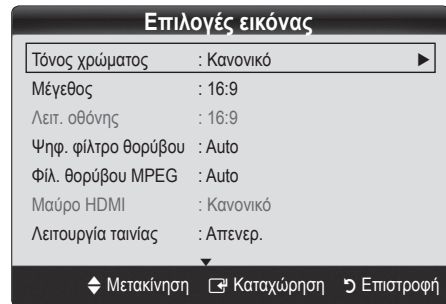 Επιλογές εικόνας
Τόνος χρώματος : Κανονικό ▶
Μέγεθος : 16:9
Λειτ. οθόνης : 16:9
Ψηφ. φίλτρο θορύβου : Auto
Φίλ. θορύβου MPEG : Auto
Μαύρο HDMI : Κανονικό
Λειτουργία ταινίας : Απενερ.
▼
Μετακίνηση Καταχώρηση Επιστροφή